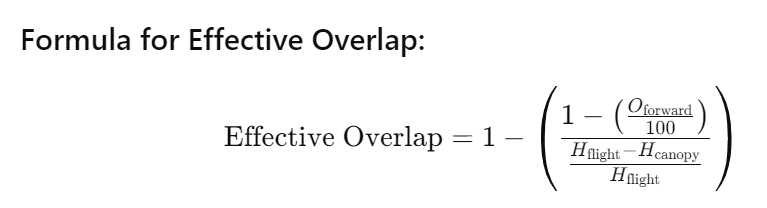 Formula for Effective Overlap:
Effective Overlap = 1 − ( (1 − (O_forward / 100)) / ((H_flight − H_canopy) / H_flight) )